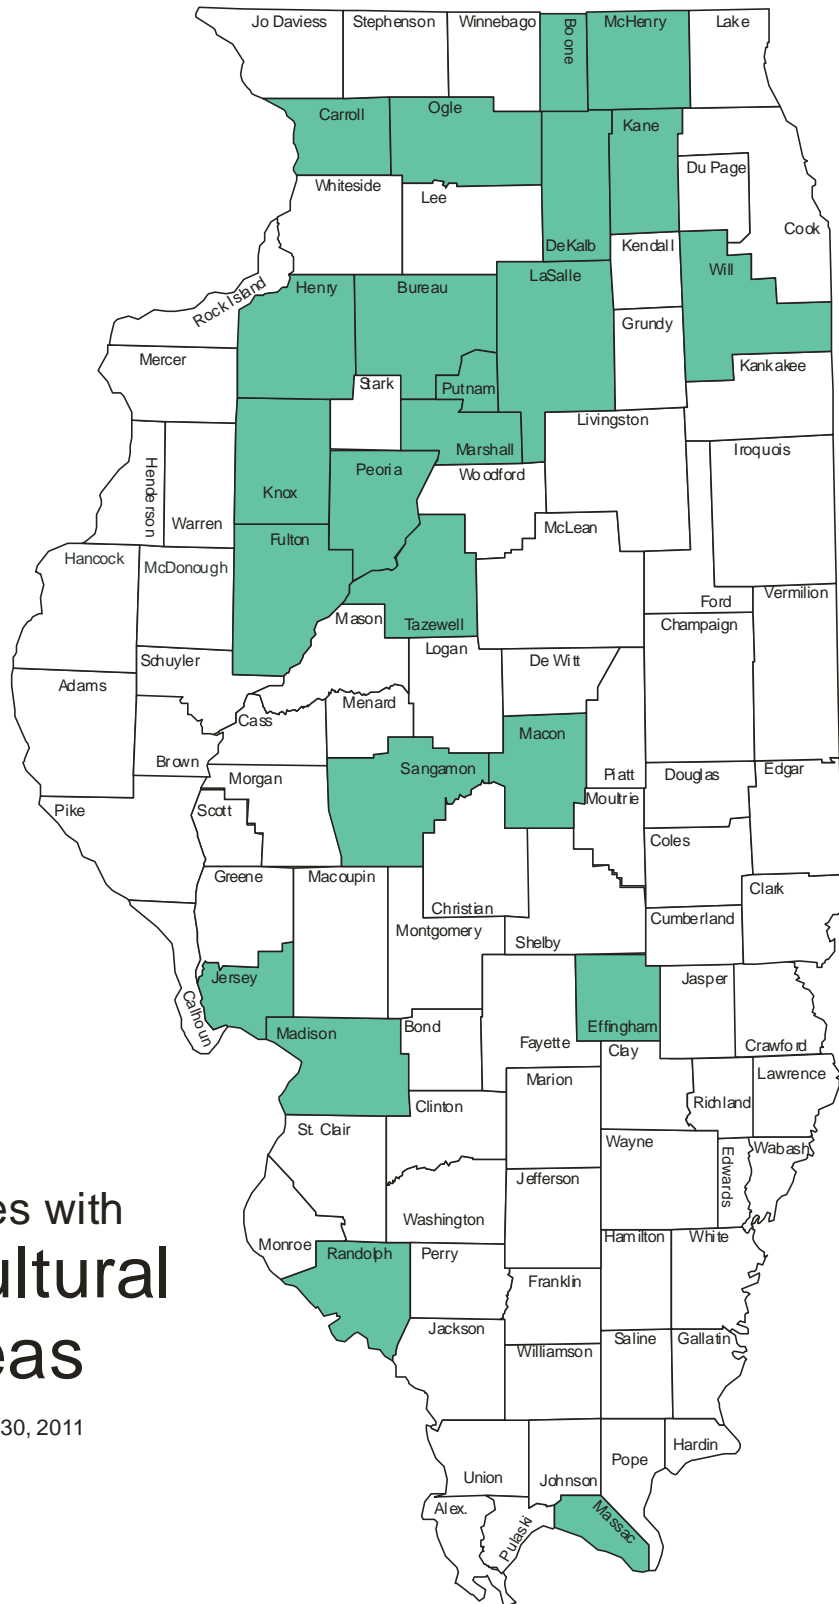 Jo Daviess
Stephenson
Winnebago
Boone
McHenry
Lake
Carroll
Ogle
Kane
Du Page
Whiteside
Lee
Cook
DeKalb
Kendall
Will
Rock Island
Henry
Bureau
LaSalle
Grundy
Mercer
Stark
Putnam
Kankakee
Livingston
Henderson
Warren
Knox
Peoria
Marshall
Woodford
Iroquois
McLean
Hancock
McDonough
Fulton
Ford
Vermilion
Mason
Tazewell
Champaign
Schuyler
Logan
De Witt
Adams
Menard
Cass
Macon
Brown
Morgan
Sangamon
Piatt
Douglas
Edgar
Pike
Scott
Moultrie
Coles
Greene
Macoupin
Clark
Christian
Montgomery
Shelby
Cumberland
Jersey
Calhoun
Jasper
Madison
Bond
Fayette
Effingham
Clay
Crawford
Marion
Lawrence
Clinton
Richland
St. Clair
Wayne
Edwards
Wabash
Jefferson
es with
Washington
Monroe
Randolph
Perry
Hamilton
White
ultural
Franklin
Jackson
Williamson
Saline
Gallatin
eas
30, 2011
Union
Johnson
Pope
Hardin
Alex.
Pulaski
Massac